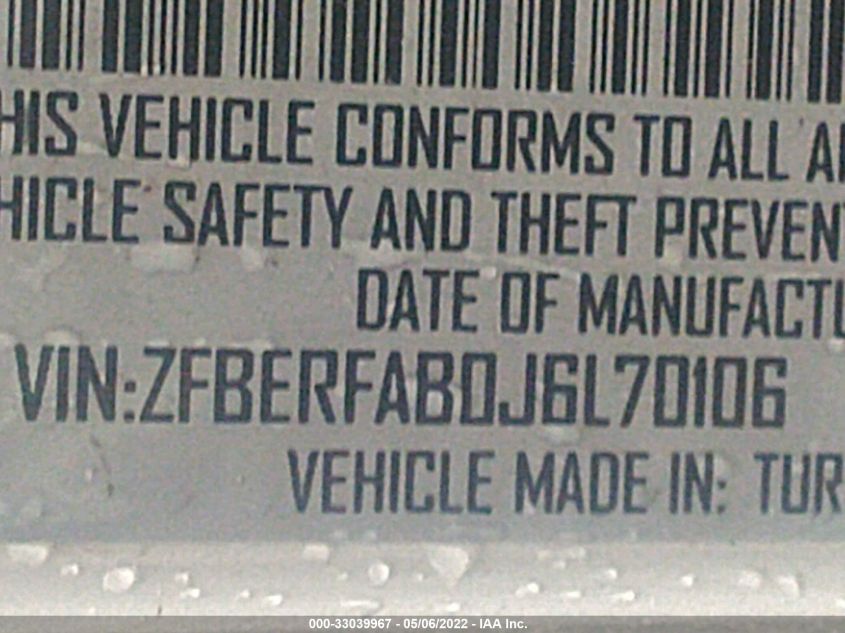 HIS VEHICLE CONFORMS TO ALL A
HICLE SAFETY AND THEFT PREVENT
DATE OF MANUFACTU
VIN:ZFBERFAB0J6L70106
VEHICLE MADE IN: TUR
000-33039967 - 05/06/2022 - IAA Inc.